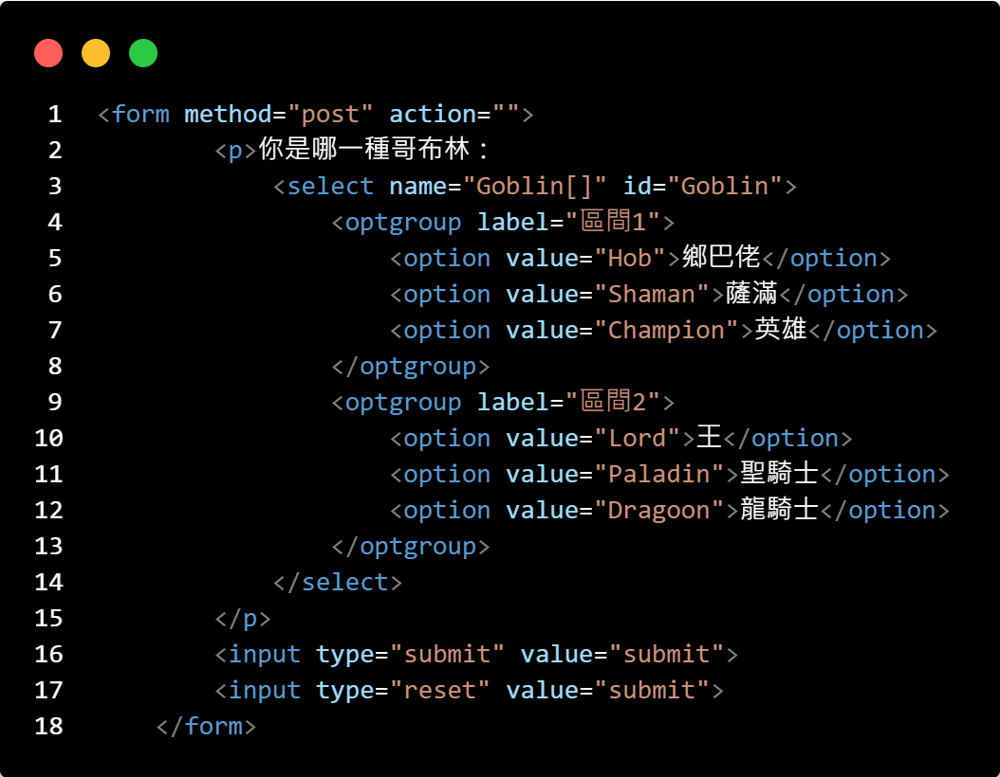 1 <form method="post" action="">
2 <p>你是哪一種哥布林：
3 <select name="Goblin[]" id="Goblin">
4 <optgroup label="區間1">
5 <option value="Hob">鄉巴佬</option>
6 <option value="Shaman">薩滿</option>
7 <option value="Champion">英雄</option>
8 </optgroup>
9 <optgroup label="區間2">
10 <option value="Lord">王</option>
11 <option value="Paladin">聖騎士</option>
12 <option value="Dragoon">龍騎士</option>
13 </optgroup>
14 </select>
15 </p>
16 <input type="submit" value="submit">
17 <input type="reset" value="submit">
18 </form>